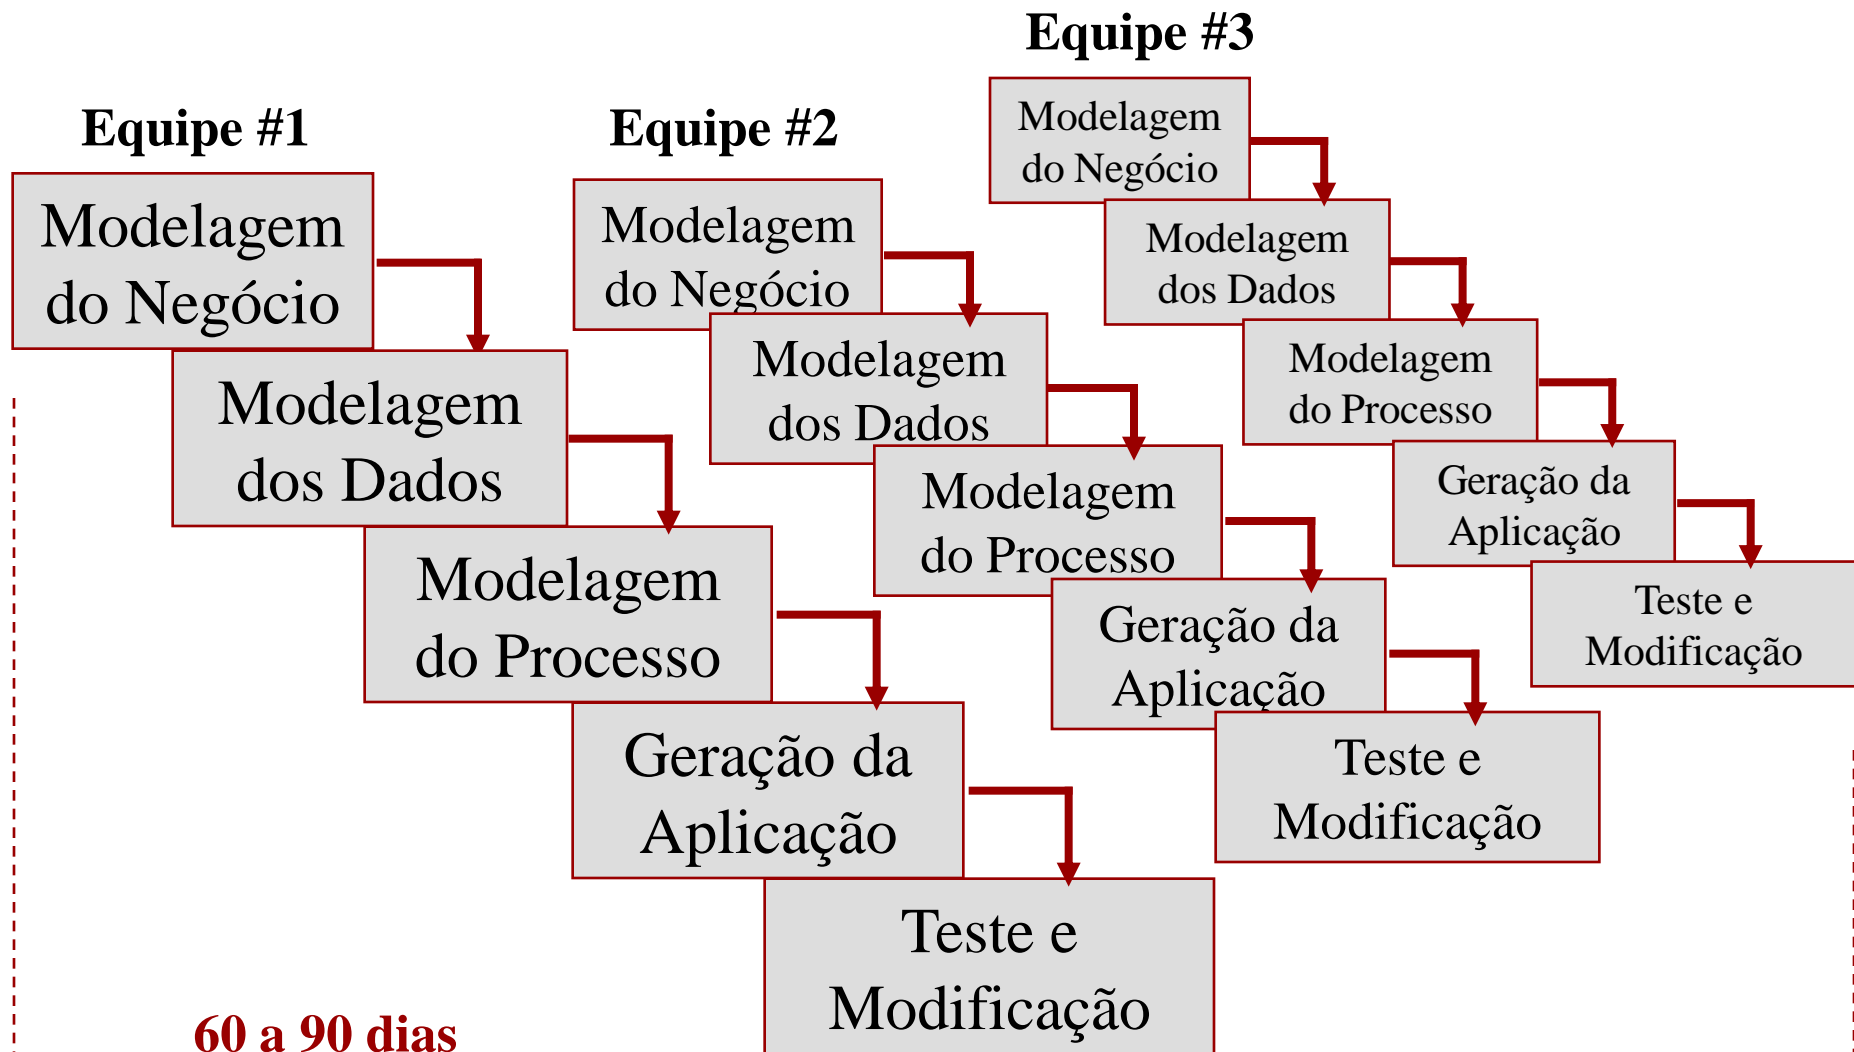 Equipe #1
Modelagem
do Negócio
Modelagem
dos Dados
Modelagem
do Processo
Geração da
Aplicação
Teste e
Modificação
60 a 90 dias
Equipe #2
Modelagem
do Negócio
Modelagem
dos Dados
Modelagem
do Processo
Geração da
Aplicação
Teste e
Modificação
Equipe #3
Modelagem
do Negócio
Modelagem
dos Dados
Modelagem
do Processo
Geração da
Aplicação
Teste e
Modificação